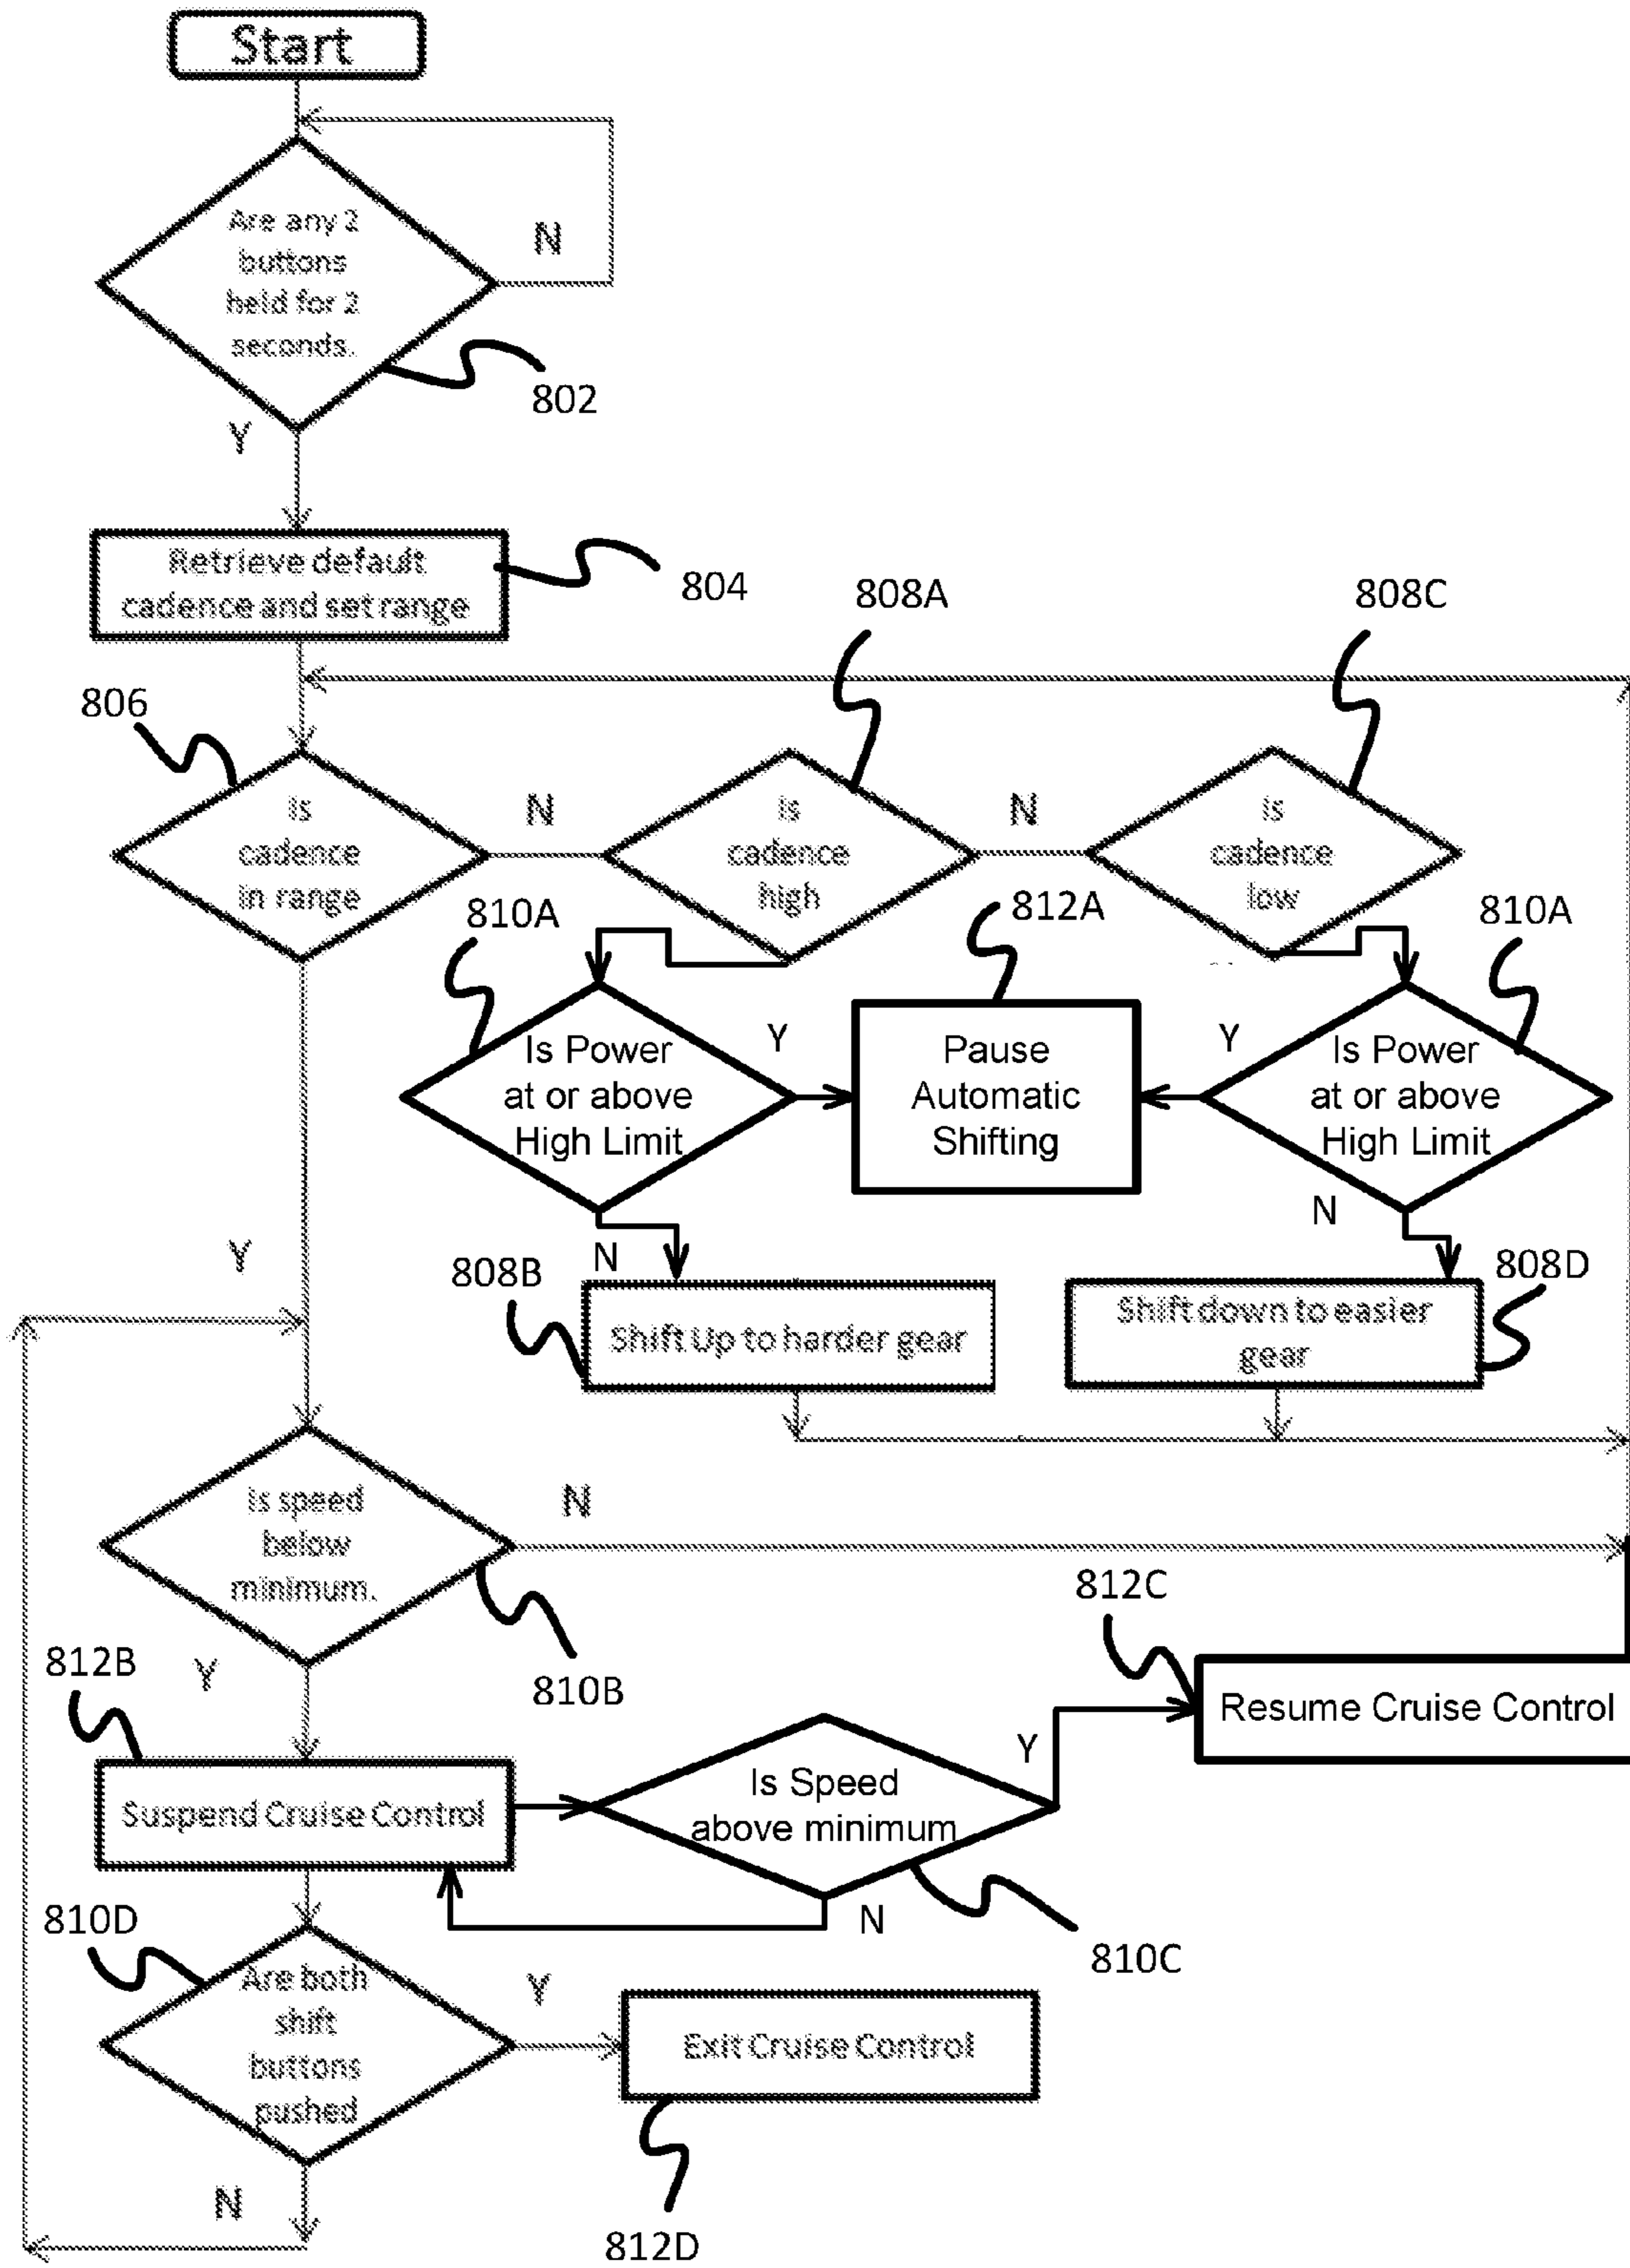 Start
Are any 2
buttons
held for 2
seconds.
N
802
Y
Retrieve default
cadence and set range
804
808A
808C
806
Is
cadence
in range
N
Is
cadence
high
N
Is
cadence
low
810A
812A
810A
Is Power
at or above
High Limit
Y
Pause
Automatic
Shifting
Y
Is Power
at or above
High Limit
N
N
Y
808B
808D
Shift Up to harder gear
Shift down to easier
gear
Is speed
below
minimum.
N
810B
812C
812B
Y
Resume Cruise Control
Suspend Cruise Control
Is Speed
above minimum
Y
N
810C
810D
Are both
shift
buttons
pushed
Y
Exit Cruise Control
N
812D